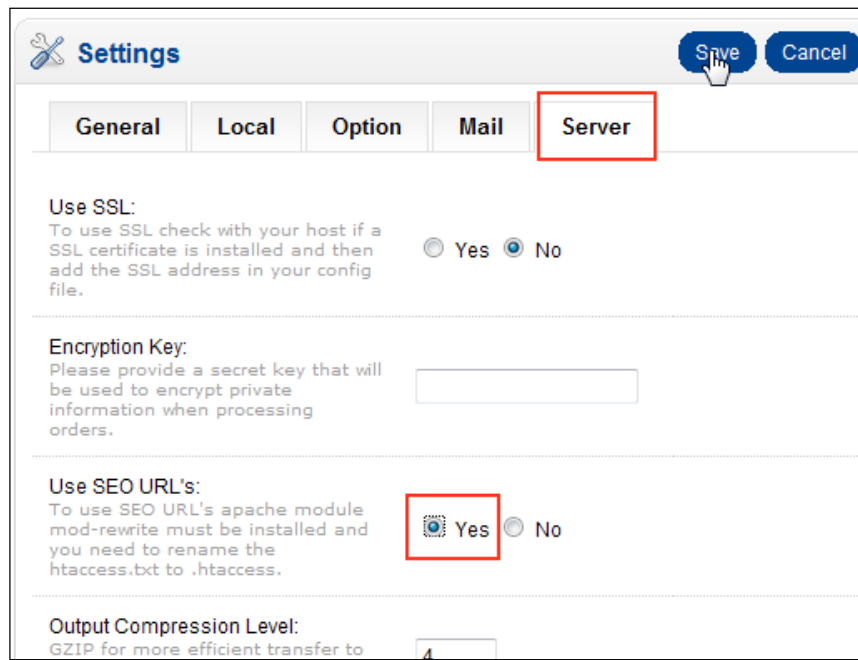 Settings
Save Cancel
General Local Option Mail Server
Use SSL:
To use SSL check with your host if a
SSL certificate is installed and then
add the SSL address in your config
file.
Yes No
Encryption Key:
Please provide a secret key that will
be used to encrypt private
information when processing
orders.
Use SEO URL's:
To use SEO URL's apache module
mod-rewrite must be installed and
you need to rename the
htaccess.txt to .htaccess.
Yes No
Output Compression Level:
GZIP for more efficient transfer to
4